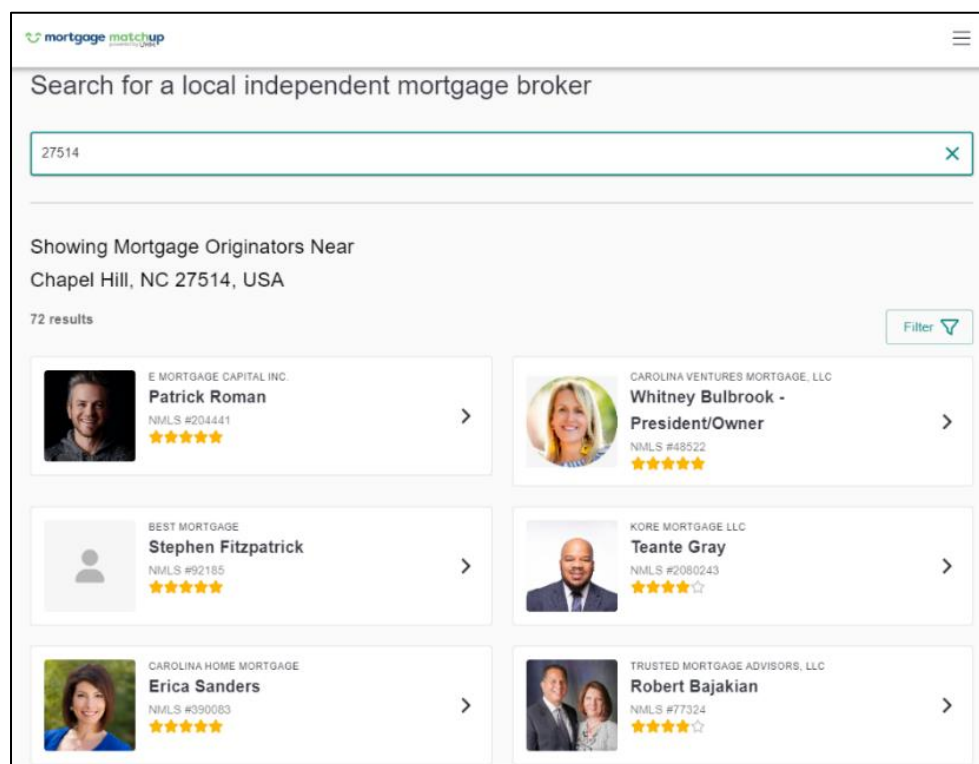 mortgage matchup
powered by UWM
Search for a local independent mortgage broker
27514
Showing Mortgage Originators Near
Chapel Hill, NC 27514, USA
72 results
Filter
E MORTGAGE CAPITAL INC.
Patrick Roman
NMLS #204441
CAROLINA VENTURES MORTGAGE, LLC
Whitney Bulbrook -
President/Owner
NMLS #48522
BEST MORTGAGE
Stephen Fitzpatrick
NMLS #92185
KORE MORTGAGE LLC
Teante Gray
NMLS #2080243
CAROLINA HOME MORTGAGE
Erica Sanders
NMLS #390083
TRUSTED MORTGAGE ADVISORS, LLC
Robert Bajakian
NMLS #77324